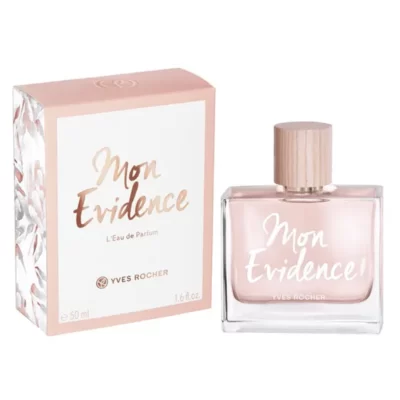 Mon
Evidence
L'Eau de Parfum
YVES ROCHER
e 50 ml
1.6 fl.oz.
Mon
Evidence
YVES ROCHER